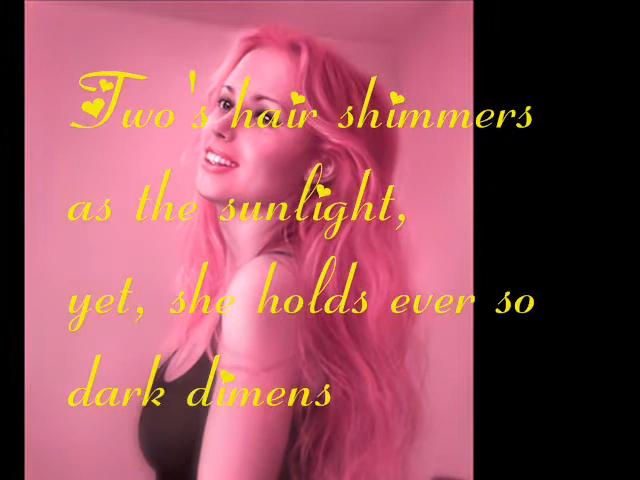 Two's hair shimmers
as the sunlight,
yet, she holds ever so
dark dimens